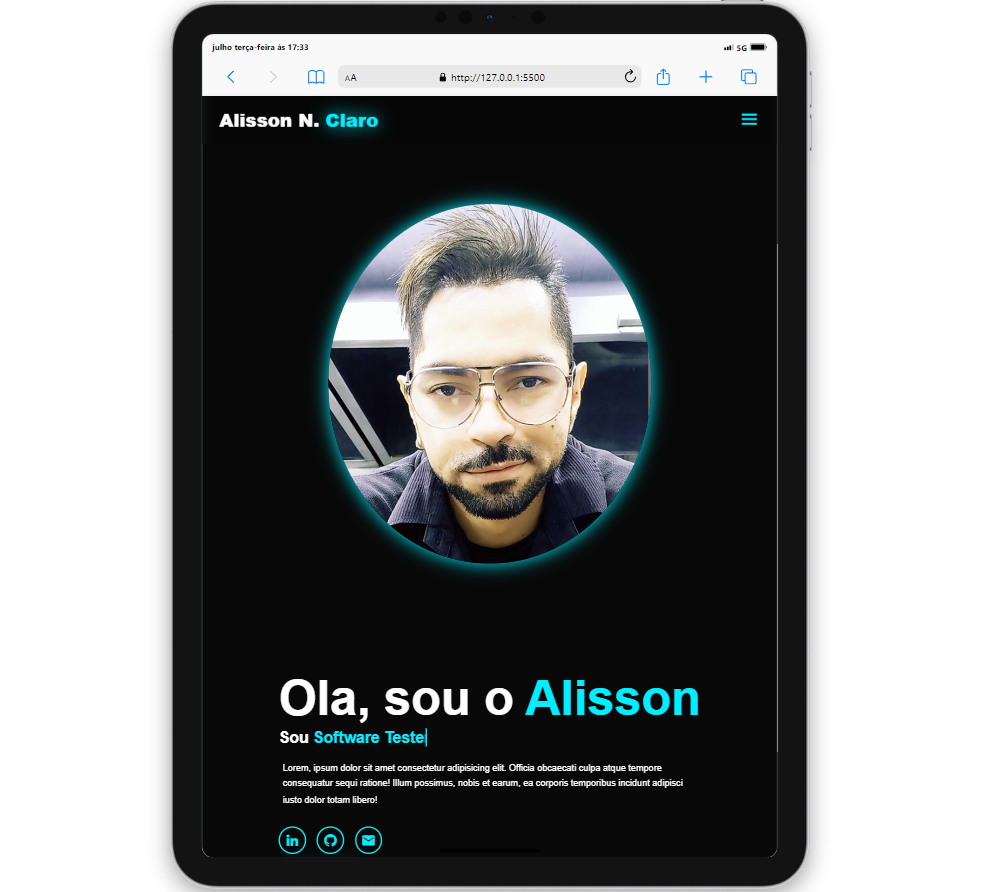 julho terça-feira às 17:33
5G
AA
http://127.0.0.1:5500
Alisson N. Claro
Ola, sou o Alisson
Sou Software Teste
Lorem, ipsum dolor sit amet consectetur adipisicing elit. Officia obcaecati culpa atque tempore
consequatur sequi ratione! Illum possimus, nobis et earum, ea corporis temporibus incidunt adipisci
iusto dolor totam libero!
in